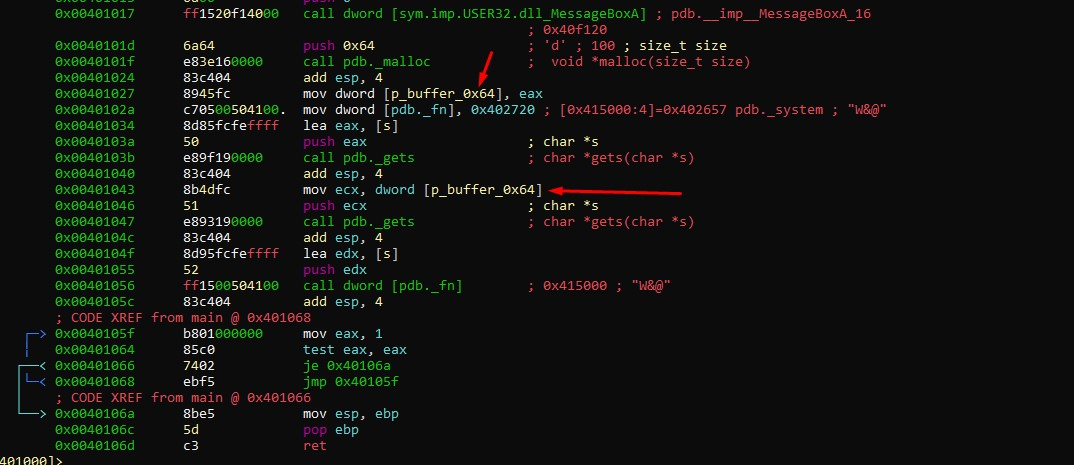 0x00401017 ff1520f14000 call dword [sym.imp.USER32.dll_MessageBoxA] ; pdb.__imp__MessageBoxA_16
; 0x40f120
0x0040101d 6a64 push 0x64 ; 'd' ; 100 ; size_t size
0x0040101f e83e160000 call pdb._malloc ; void *malloc(size_t size)
0x00401024 83c404 add esp, 4
0x00401027 8945fc mov dword [p_buffer_0x64], eax
0x0040102a c70500504100. mov dword [pdb._fn], 0x402720 ; [0x415000:4]=0x402657 pdb._system ; "W&@"
0x00401034 8d85fcfeffff lea eax, [s]
0x0040103a 50 push eax ; char *s
0x0040103b e89f190000 call pdb._gets ; char *gets(char *s)
0x00401040 83c404 add esp, 4
0x00401043 8b4dfc mov ecx, dword [p_buffer_0x64]
0x00401046 51 push ecx ; char *s
0x00401047 e893190000 call pdb._gets ; char *gets(char *s)
0x0040104c 83c404 add esp, 4
0x0040104f 8d95fcfeffff lea edx, [s]
0x00401055 52 push edx
0x00401056 ff1500504100 call dword [pdb._fn] ; 0x415000 ; "W&@"
0x0040105c 83c404 add esp, 4
; CODE XREF from main @ 0x401068
0x0040105f b801000000 mov eax, 1
0x00401064 85c0 test eax, eax
0x00401066 7402 je 0x40106a
0x00401068 ebf5 jmp 0x40105f
; CODE XREF from main @ 0x401066
0x0040106a 8be5 mov esp, ebp
0x0040106c 5d pop ebp
0x0040106d c3 ret
401000]>